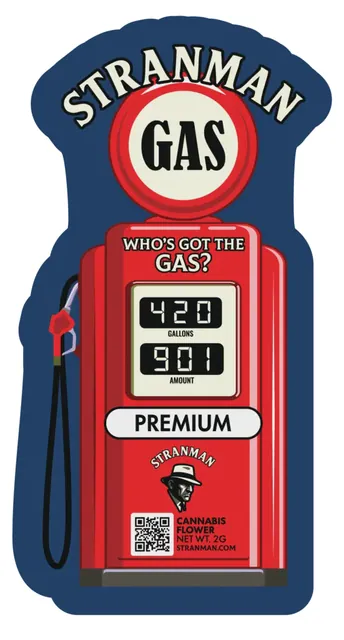 STRANMAN
GAS
WHO'S GOT THE
GAS?
420
GALLONS
901
AMOUNT
PREMIUM
STRANMAN
CANNABIS
FLOWER
NET WT. 2G
STRANMAN.COM